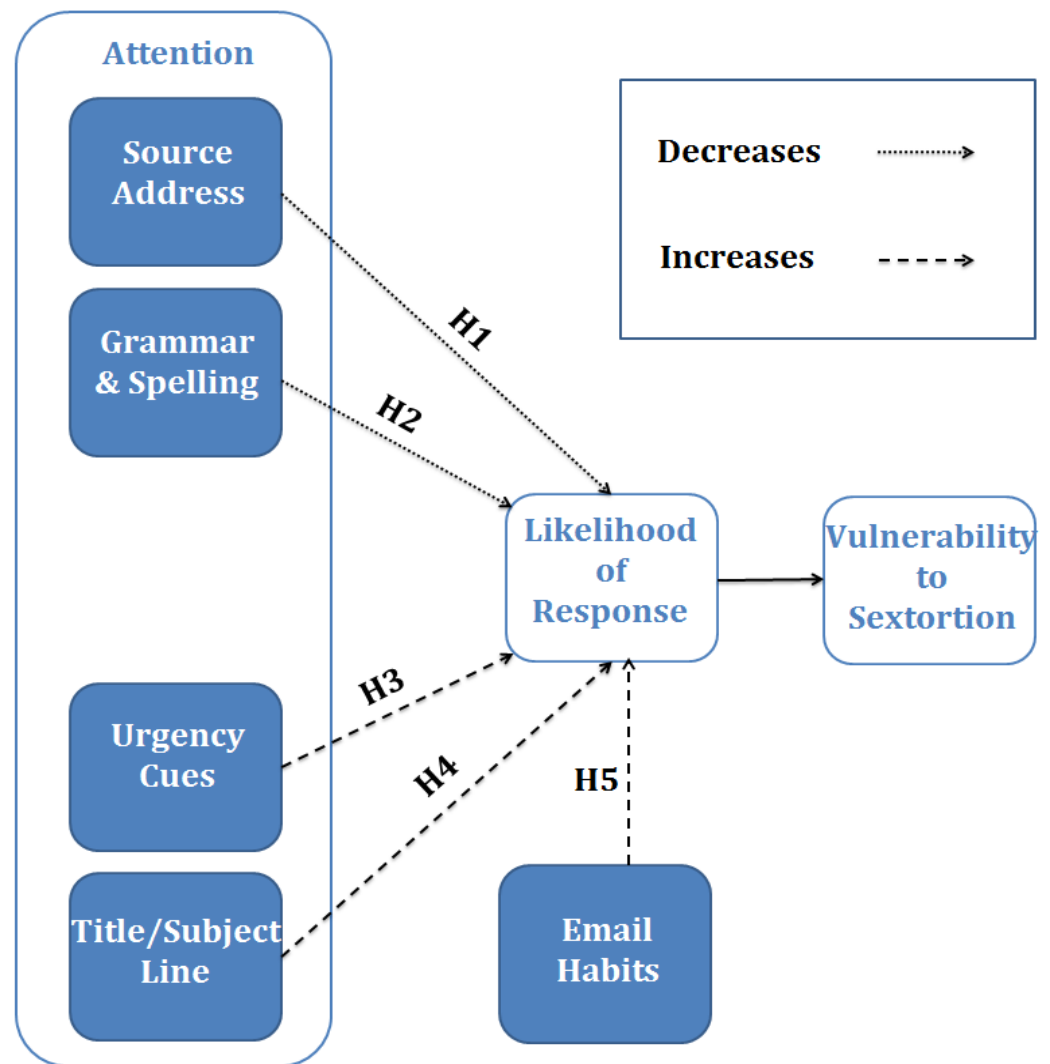 Attention
Source
Address
Grammar
& Spelling
Urgency
Cues
Title/Subject
Line
H1
H2
H3
H4
H5
Likelihood
of
Response
Email
Habits
Vulnerability
to
Sextortion
Decreases
Increases